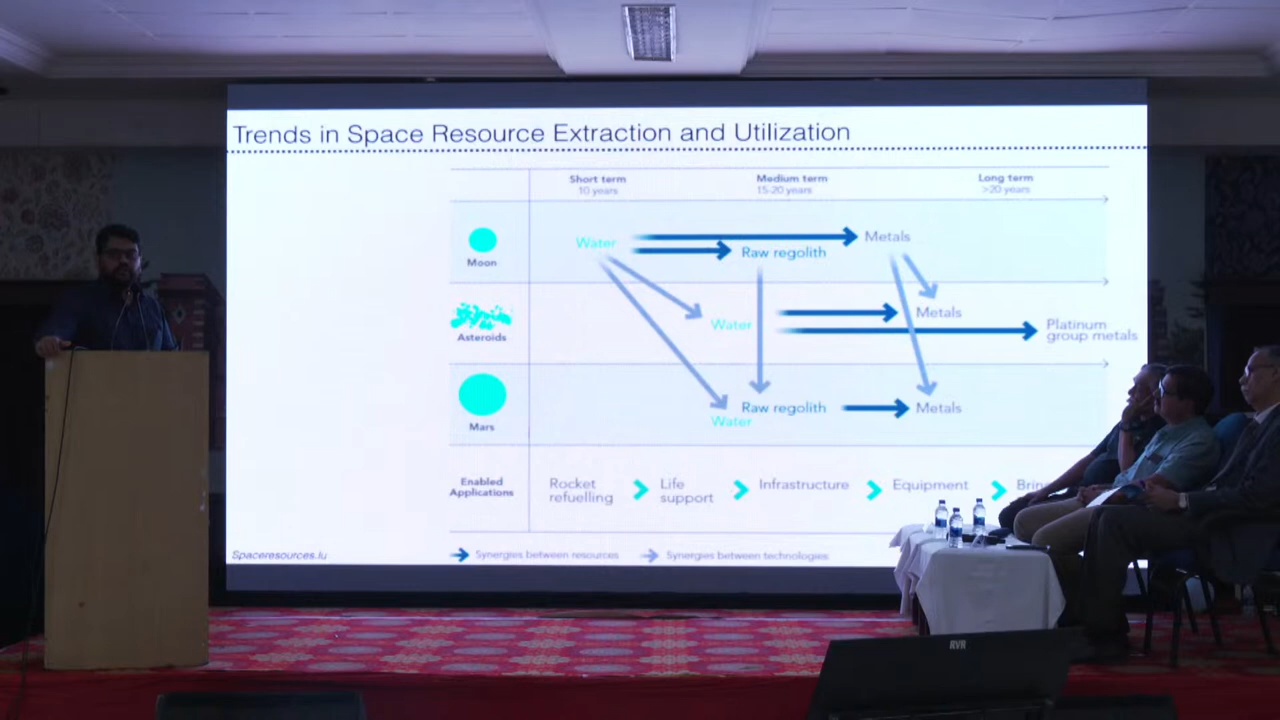 Trends in Space Resource Extraction and Utilization
Short term
10 years
Medium term
15-20 years
Long term
>20 years
Moon
Water
Raw regolith
Metals
Asteroids
Water
Metals
Platinum
group metals
Mars
Raw regolith
Water
Metals
Enabled
Applications
Rocket
refuelling
Life
support
Infrastructure
Equipment
Spaceresources.lu
Synergies between resources
Synergies between technologies
RVR